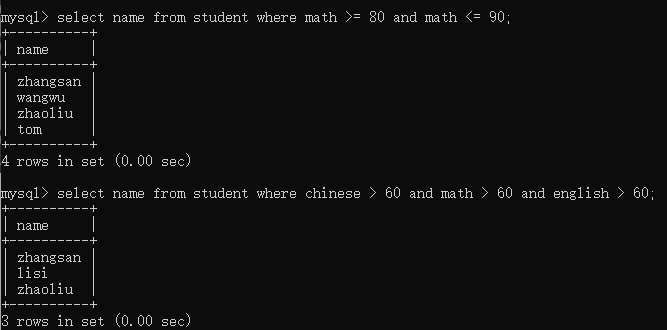 mysql> select name from student where math >= 80 and math <= 90;
+----------+
| name     |
+----------+
| zhangsan |
| wangwu   |
| zhaoliu  |
| tom      |
+----------+
4 rows in set (0.00 sec)
mysql> select name from student where chinese > 60 and math > 60 and english > 60;
+----------+
| name     |
+----------+
| zhangsan |
| lisi     |
| zhaoliu  |
+----------+
3 rows in set (0.00 sec)